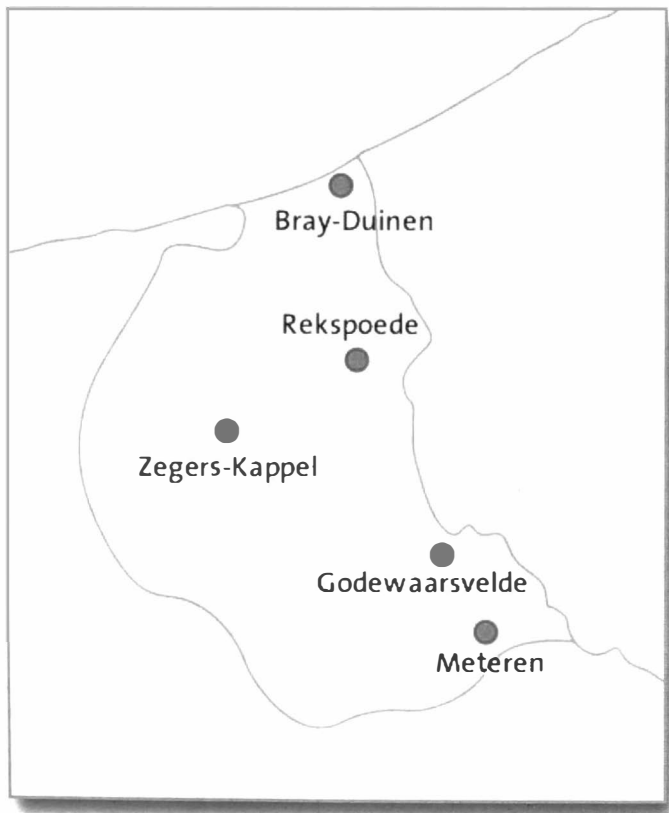 Bray-Duinen
Rekspoede
Zegers-Kappel
Godewaarsvelde
Meteren